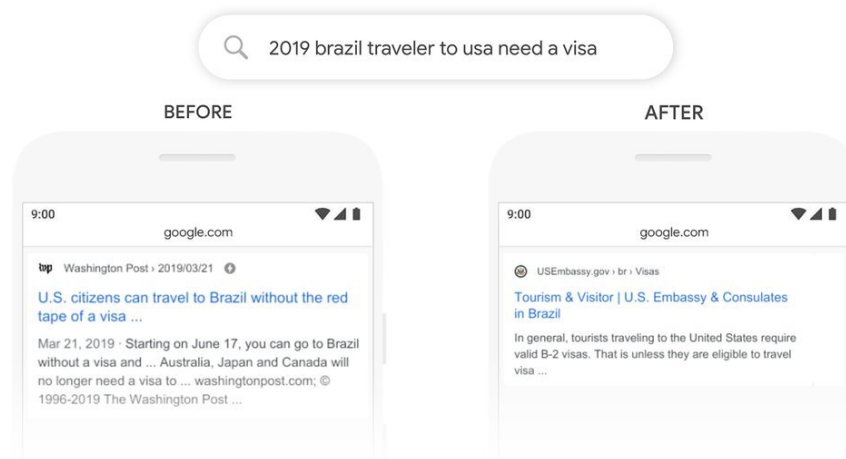 2019 brazil traveler to usa need a visa
BEFORE
9:00
google.com
Washington Post › 2019/03/21
U.S. citizens can travel to Brazil without the red
tape of a visa ...
Mar 21, 2019 · Starting on June 17, you can go to Brazil
without a visa and ... Australia, Japan and Canada will
no longer need a visa to ... washingtonpost.com; ©
1996-2019 The Washington Post ...
AFTER
9:00
google.com
USEmbassy.gov › br › Visas
Tourism & Visitor | U.S. Embassy & Consulates
in Brazil
In general, tourists traveling to the United States require
valid B-2 visas. That is unless they are eligible to travel
visa ...